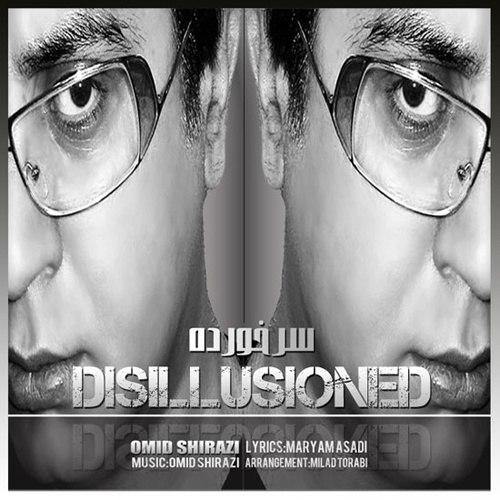 سرخورده
DISILLUSIONED
OMID SHIRAZI LYRICS:MARYAM ASADI
MUSIC:OMID SHIRAZI ARRANGEMENT:MILAD TORABI